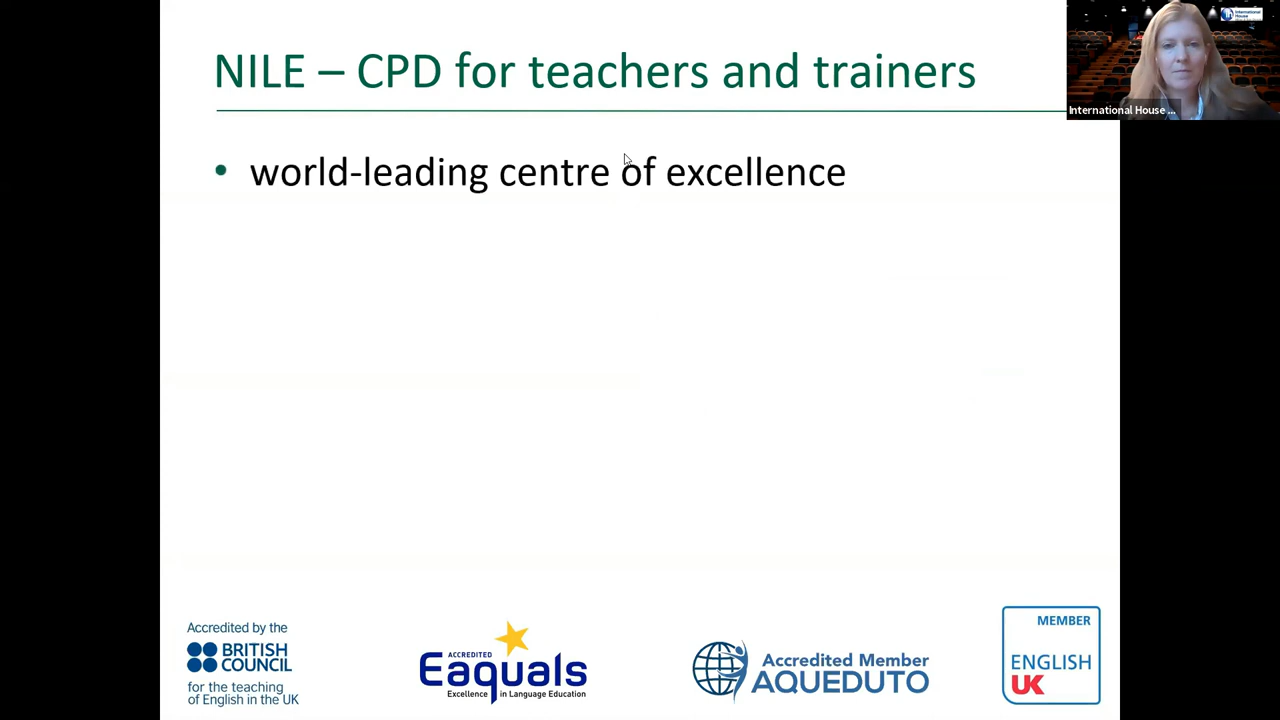 NILE – CPD for teachers and trainers
International House ...
• world-leading centre of excellence
Accredited by the
BRITISH
COUNCIL
for the teaching
of English in the UK
ACCREDITED
Eaquals
Excellence in Language Education
Accredited Member
AQUEDUTO
MEMBER
ENGLISH
UK